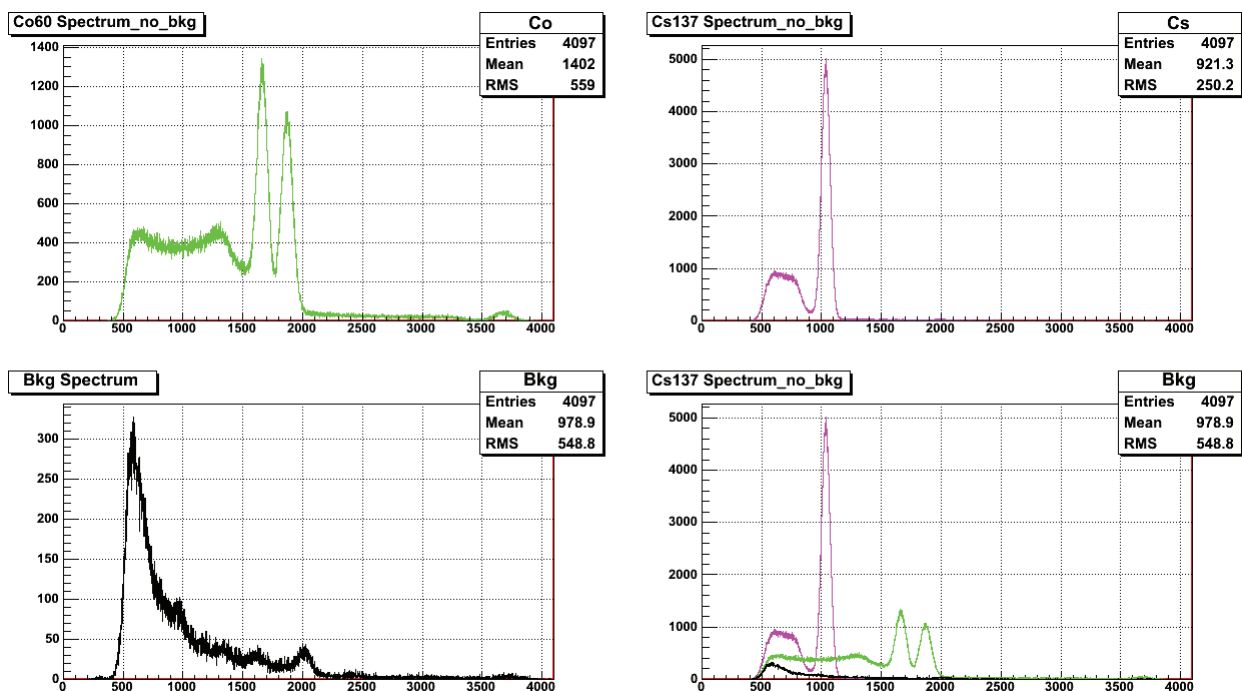 Co60 Spectrum_no_bkg
Co
Entries 4097
Mean 1402
RMS 559
1400
1200
1000
800
600
400
200
0
0 500 1000 1500 2000 2500 3000 3500 4000
Cs137 Spectrum_no_bkg
Cs
Entries 4097
Mean 921.3
RMS 250.2
5000
4000
3000
2000
1000
0
0 500 1000 1500 2000 2500 3000 3500 4000
Bkg Spectrum
Bkg
Entries 4097
Mean 978.9
RMS 548.8
300
250
200
150
100
50
0
0 500 1000 1500 2000 2500 3000 3500 4000
Cs137 Spectrum_no_bkg
Bkg
Entries 4097
Mean 978.9
RMS 548.8
5000
4000
3000
2000
1000
0
0 500 1000 1500 2000 2500 3000 3500 4000